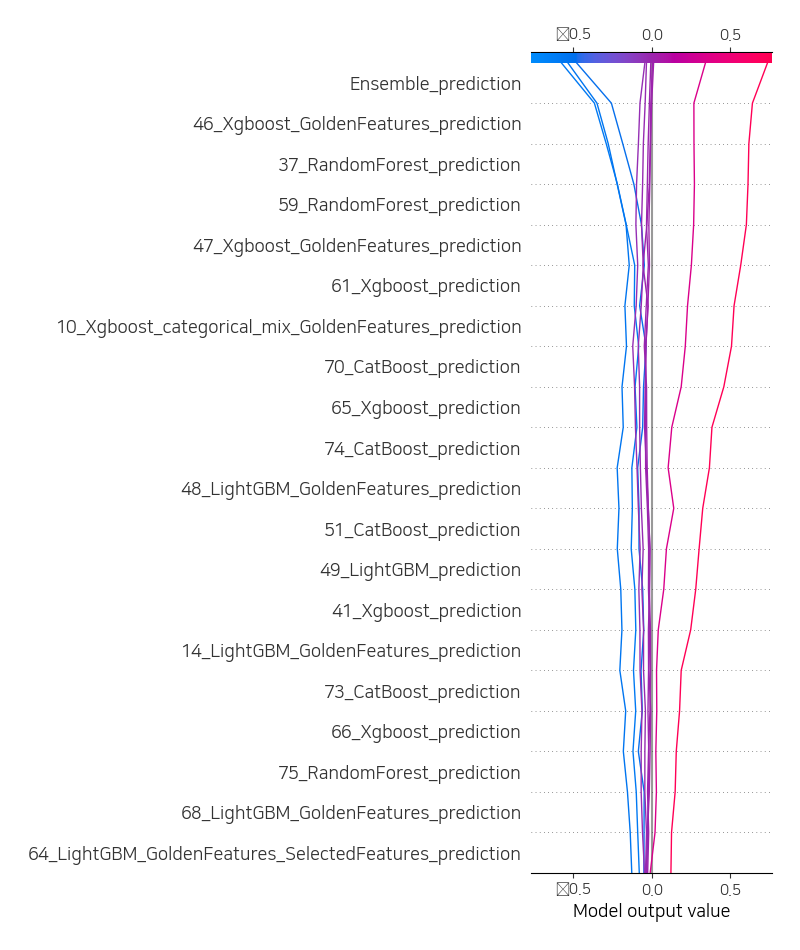 ▯0.5 0.0 0.5
Ensemble_prediction
46_Xgboost_GoldenFeatures_prediction
37_RandomForest_prediction
59_RandomForest_prediction
47_Xgboost_GoldenFeatures_prediction
61_Xgboost_prediction
10_Xgboost_categorical_mix_GoldenFeatures_prediction
70_CatBoost_prediction
65_Xgboost_prediction
74_CatBoost_prediction
48_LightGBM_GoldenFeatures_prediction
51_CatBoost_prediction
49_LightGBM_prediction
41_Xgboost_prediction
14_LightGBM_GoldenFeatures_prediction
73_CatBoost_prediction
66_Xgboost_prediction
75_RandomForest_prediction
68_LightGBM_GoldenFeatures_prediction
64_LightGBM_GoldenFeatures_SelectedFeatures_prediction
▯0.5 0.0 0.5
Model output value